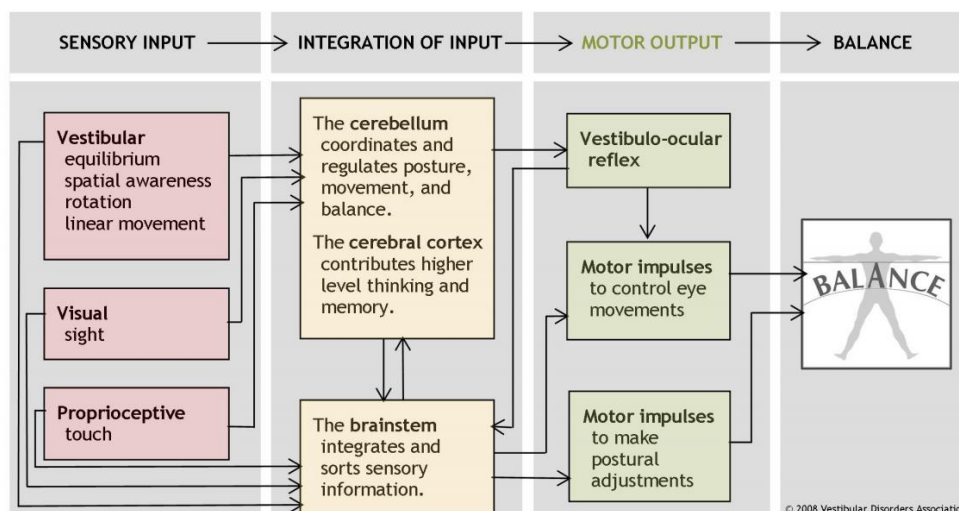 SENSORY INPUT
INTEGRATION OF INPUT
MOTOR OUTPUT
BALANCE
Vestibular
equilibrium
spatial awareness
rotation
linear movement
Visual
sight
Proprioceptive
touch
The cerebellum
coordinates and
regulates posture,
movement, and
balance.
The cerebral cortex
contributes higher
level thinking and
memory.
The brainstem
integrates and
sorts sensory
information.
Vestibulo-ocular
reflex
Motor impulses
to control eye
movements
Motor impulses
to make
postural
adjustments
BALANCE
© 2008 Vestibular Disorders Associatio